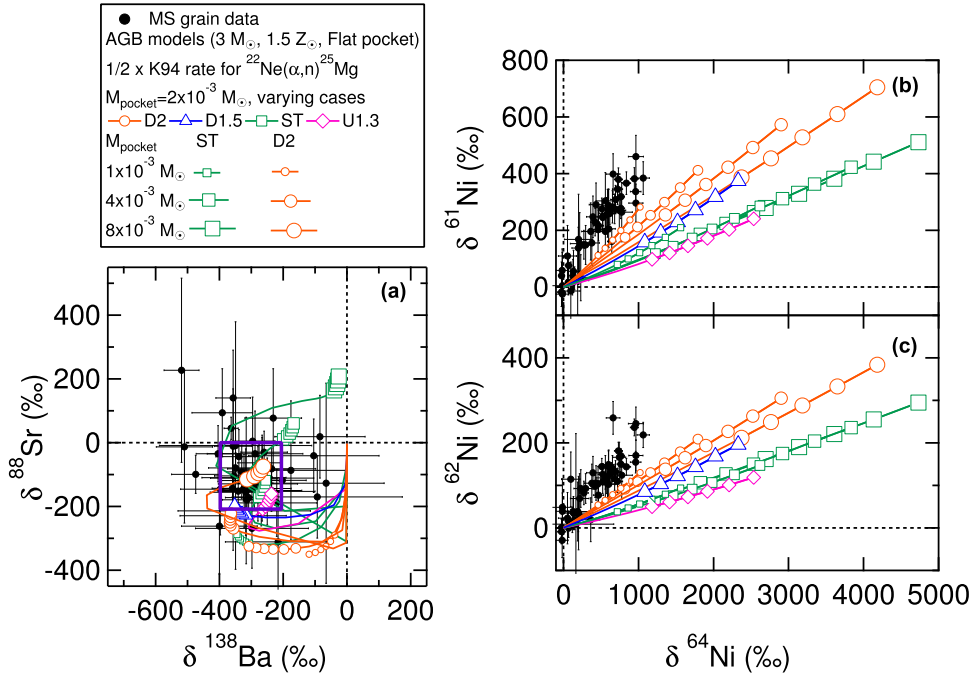 MS grain data
AGB models (3 M☉, 1.5 Z☉, Flat pocket)
1/2 x K94 rate for ²²Ne(α,n)²⁵Mg
Mpocket=2x10⁻³ M☉, varying cases
D2 D1.5 ST U1.3
Mpocket ST D2
1x10⁻³ M☉
4x10⁻³ M☉
8x10⁻³ M☉
(a)
400
200
0
-200
-400
δ ⁸⁸Sr (‰)
-600 -400 -200 0 200
δ ¹³⁸Ba (‰)
(b)
800
600
400
200
0
δ ⁶¹Ni (‰)
(c)
400
200
0
δ ⁶²Ni (‰)
0 1000 2000 3000 4000 5000
δ ⁶⁴Ni (‰)